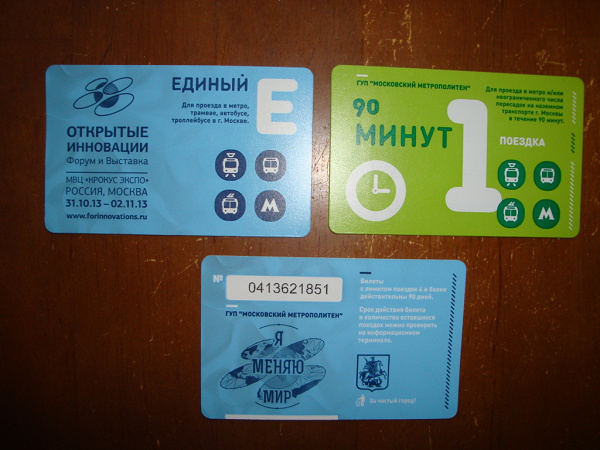 ОТКРЫТЫЕ
ИННОВАЦИИ
Форум и Выставка
МВЦ «КРОКУС ЭКСПО»
РОССИЯ, МОСКВА
31.10.13 – 02.11.13
www.forinnovations.ru
ЕДИНЫЙ
Е
Для проезда в метро,
трамвае, автобусе,
троллейбусе в г. Москве.
М
ГУП "МОСКОВСКИЙ МЕТРОПОЛИТЕН"
90
МИНУТ
1
Для проезда в метро и/или
неограниченного числа
пересадок на наземном
транспорте г. Москвы
в течение 90 минут.
ПОЕЗДКА
М
№ 0413621851
ГУП "МОСКОВСКИЙ МЕТРОПОЛИТЕН"
Я
МЕНЯЮ
МИР
Билеты
с лимитом поездок 4 и более
действительны 90 дней.
Срок действия билета
и количество оставшихся
поездок можно проверить
на информационном
терминале.
За чистый город!